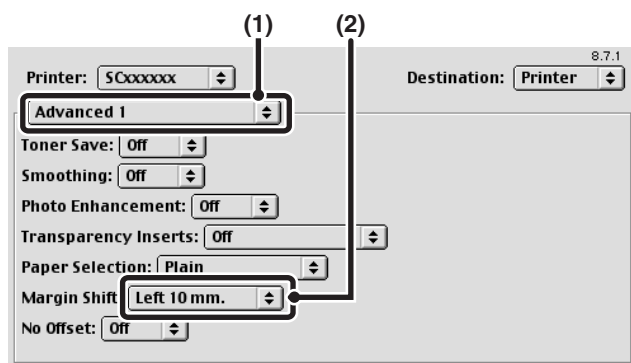 (1) (2)
8.7.1
Printer: SCxxxxxx Destination: Printer
Advanced 1
Toner Save: Off
Smoothing: Off
Photo Enhancement: Off
Transparency Inserts: Off
Paper Selection: Plain
Margin Shift Left 10 mm.
No Offset: Off